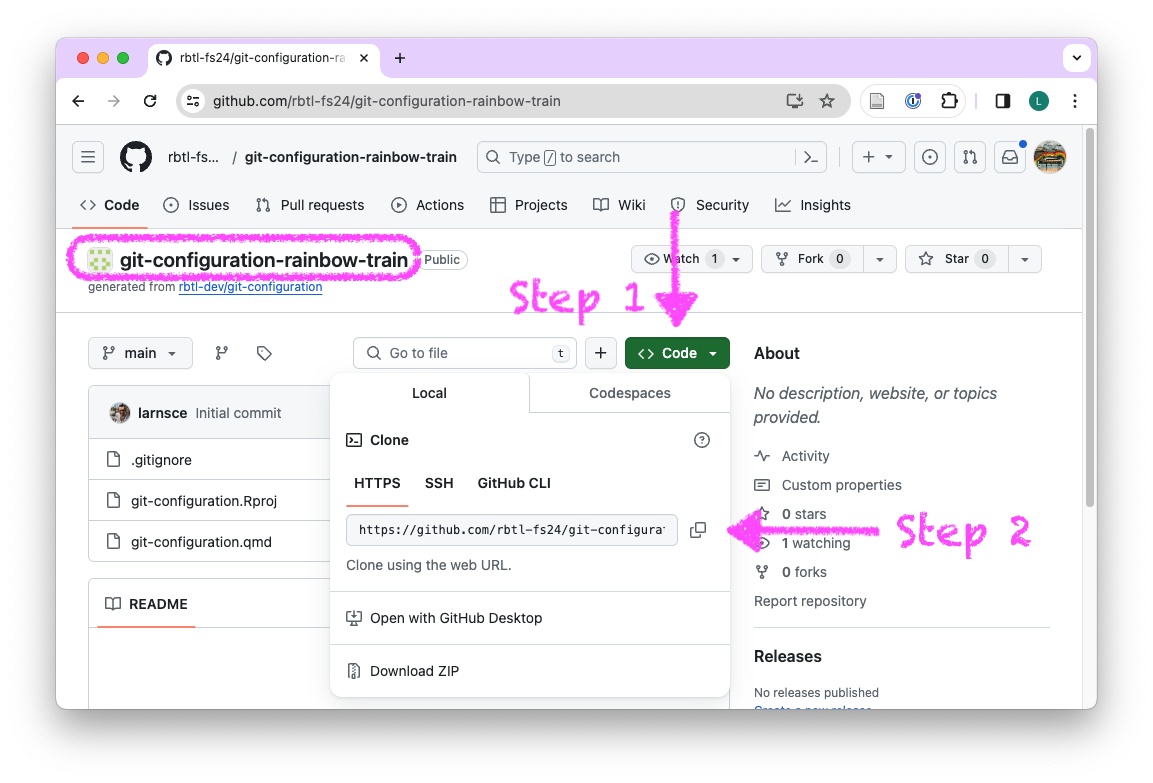 rbtl-fs24/git-configuration-ra
github.com/rbtl-fs24/git-configuration-rainbow-train
L
rbtl-fs... / git-configuration-rainbow-train
Type / to search
Code Issues Pull requests Actions Projects Wiki Security Insights
git-configuration-rainbow-train Public
Watch 1 Fork 0 Star 0
generated from rbtl-dev/git-configuration
Step 1
main
Go to file t
+ Code
About
Local Codespaces
No description, website, or topics
provided.
larnsce Initial commit
Clone
Activity
.gitignore
HTTPS SSH GitHub CLI
Custom properties
git-configuration.Rproj
0 stars
https://github.com/rbtl-fs24/git-configurat
Step 2
git-configuration.qmd
1 watching
Clone using the web URL.
0 forks
README
Report repository
Open with GitHub Desktop
Releases
Download ZIP
No releases published
Create a new release